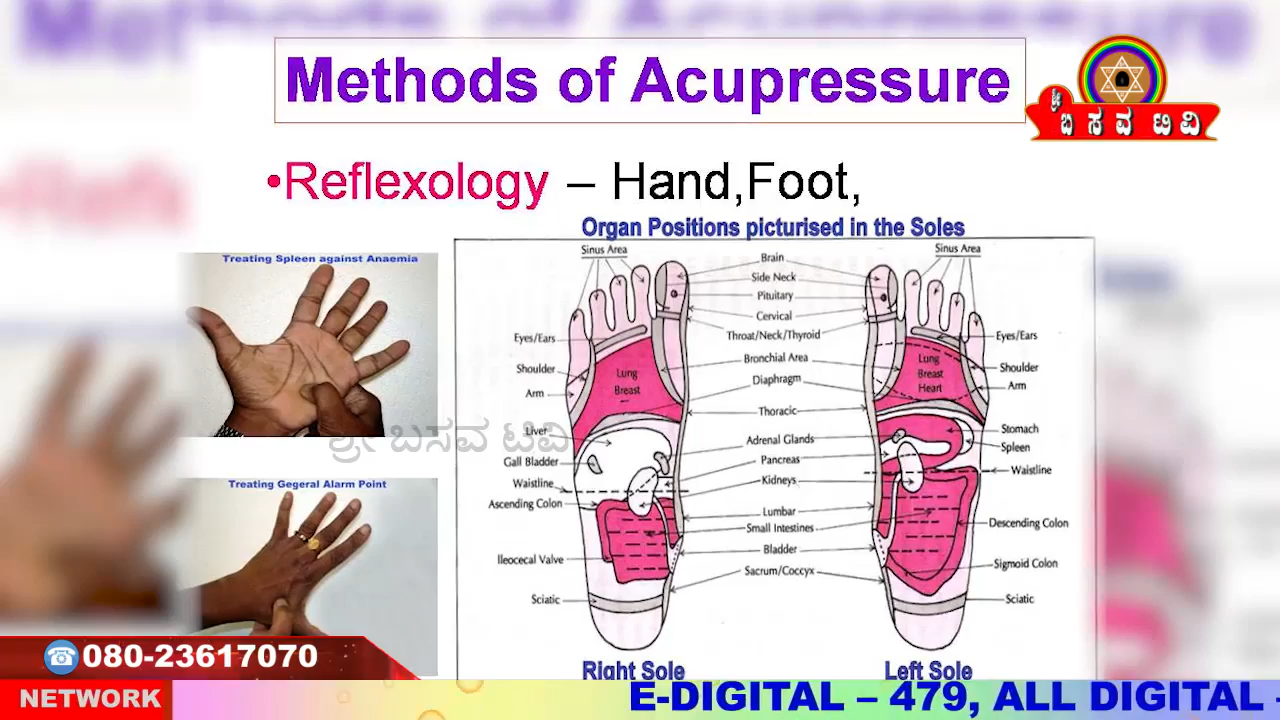 Methods of Acupressure
ಶ್ರೀ
ಬಸವ ಟಿವಿ
•Reflexology – Hand,Foot,
Organ Positions picturised in the Soles
Treating Spleen against Anaemia
Treating Gegeral Alarm Point
Sinus Area
Sinus Area
Brain
Side Neck
Pituitary
Cervical
Throat/Neck/Thyroid
Bronchial Area
Diaphragm
Thoracic
Adrenal Glands
Pancreas
Kidneys
Lumbar
Small Intestines
Bladder
Sacrum/Coccyx
Eyes/Ears
Shoulder
Arm
Liver
Gall Bladder
Waistline
Ascending Colon
Ileocecal Valve
Sciatic
Lung
Breast
Lung
Breast
Heart
Eyes/Ears
Shoulder
Arm
Stomach
Spleen
Waistline
Descending Colon
Sigmoid Colon
Sciatic
Right Sole
Left Sole
ಶ್ರೀ ಬಸವ ಟಿವಿ
080-23617070
NETWORK
E-DIGITAL – 479, ALL DIGITAL -